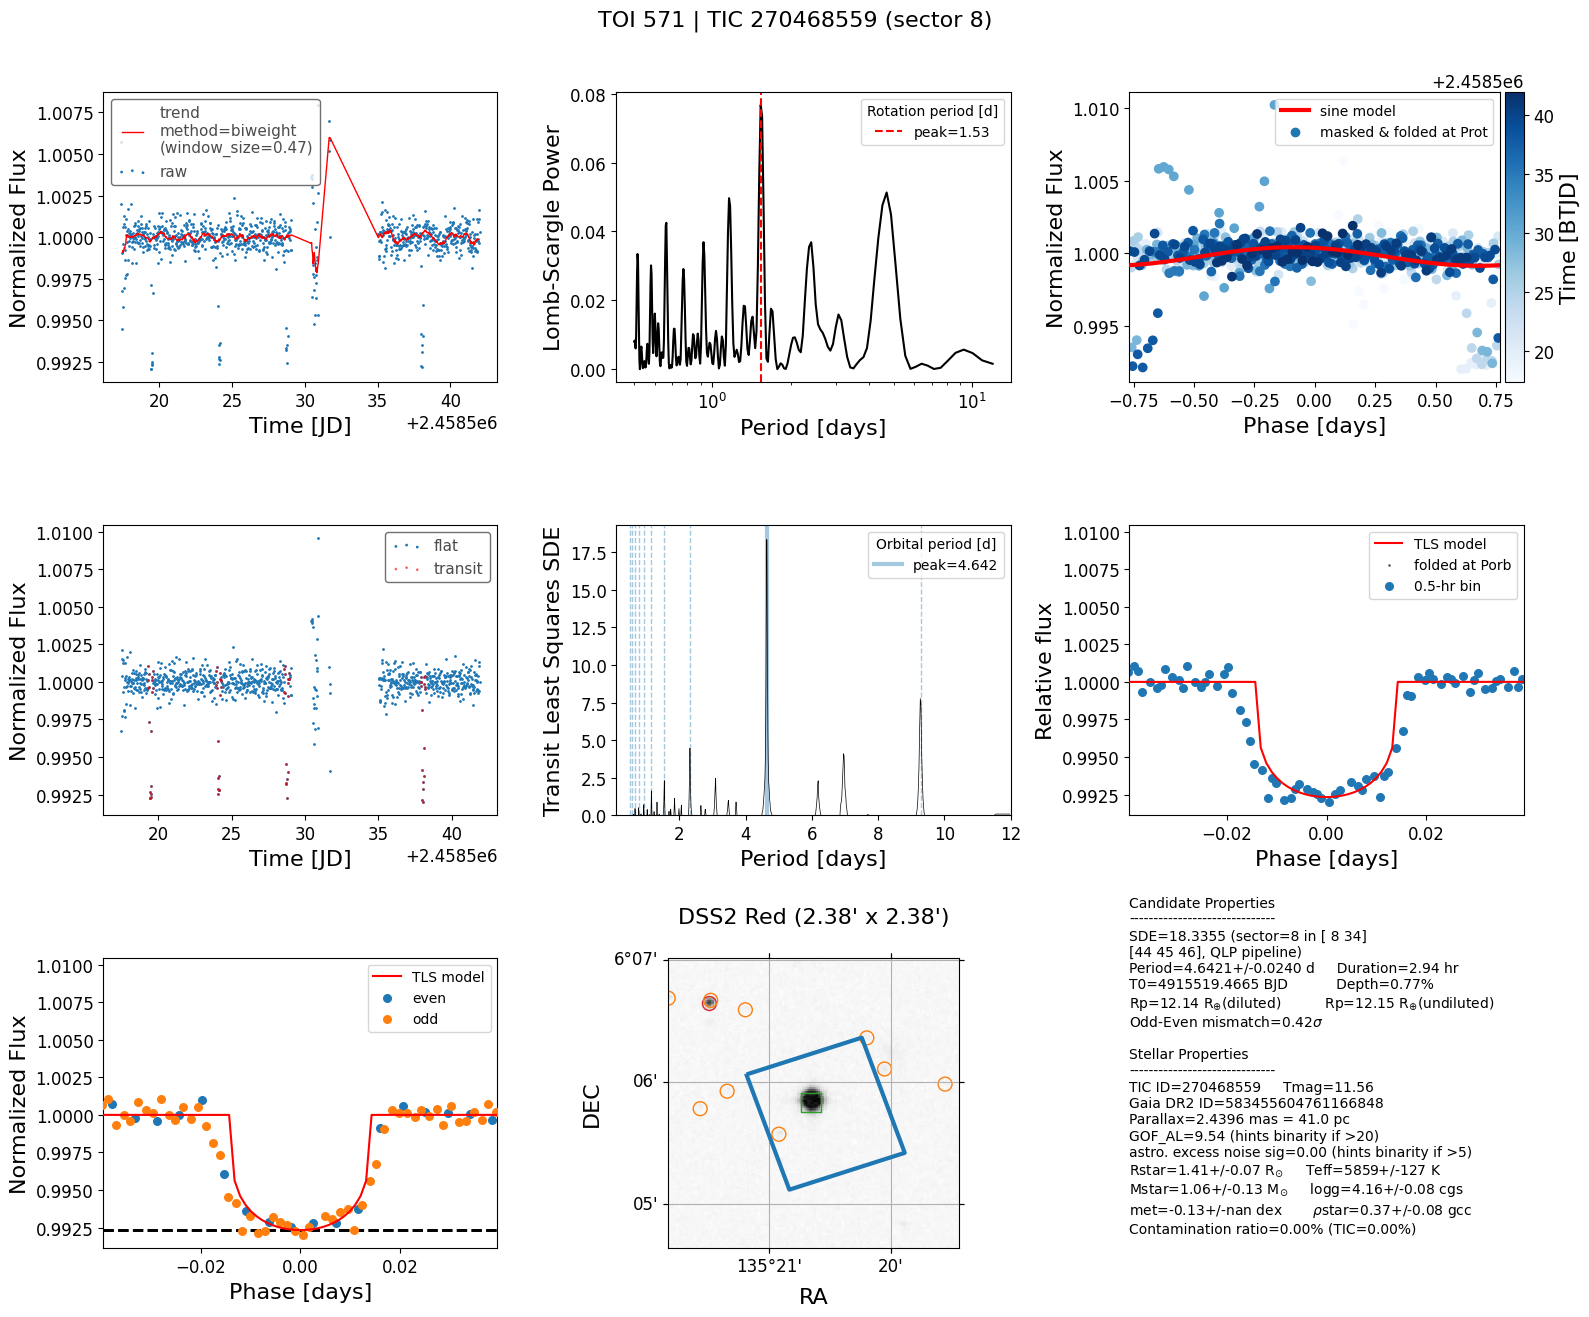 TOI 571 | TIC 270468559 (sector 8)
1.0075
1.0050
1.0025
1.0000
0.9975
0.9950
0.9925
Normalized Flux
trend
method=biweight
(window_size=0.47)
raw
20
25
30
35
40
Time [JD]
+2.4585e6
0.08
0.06
0.04
0.02
0.00
Lomb-Scargle Power
Rotation period [d]
peak=1.53
10⁰
10¹
Period [days]
1.010
1.005
1.000
0.995
Normalized Flux
sine model
masked & folded at Prot
−0.75
−0.50
−0.25
0.00
0.25
0.50
0.75
Phase [days]
+2.4585e6
40
35
30
25
20
Time [BTJD]
1.0100
1.0075
1.0050
1.0025
1.0000
0.9975
0.9950
0.9925
Normalized Flux
flat
transit
20
25
30
35
40
Time [JD]
+2.4585e6
17.5
15.0
12.5
10.0
7.5
5.0
2.5
0.0
Transit Least Squares SDE
Orbital period [d]
peak=4.642
2
4
6
8
10
12
Period [days]
1.0100
1.0075
1.0050
1.0025
1.0000
0.9975
0.9950
0.9925
Relative flux
TLS model
folded at Porb
0.5-hr bin
−0.02
0.00
0.02
Phase [days]
1.0100
1.0075
1.0050
1.0025
1.0000
0.9975
0.9950
0.9925
Normalized Flux
TLS model
even
odd
−0.02
0.00
0.02
Phase [days]
DSS2 Red (2.38' x 2.38')
6°07'
06'
05'
DEC
135°21'
20'
RA
Candidate Properties
------------------------------
SDE=18.3355 (sector=8 in [ 8 34]
[44 45 46], QLP pipeline)
Period=4.6421+/-0.0240 d Duration=2.94 hr
T0=4915519.4665 BJD Depth=0.77%
Rp=12.14 R⊕(diluted) Rp=12.15 R⊕(undiluted)
Odd-Even mismatch=0.42σ
Stellar Properties
------------------------------
TIC ID=270468559 Tmag=11.56
Gaia DR2 ID=583455604761166848
Parallax=2.4396 mas = 41.0 pc
GOF_AL=9.54 (hints binarity if >20)
astro. excess noise sig=0.00 (hints binarity if >5)
Rstar=1.41+/-0.07 R⊙ Teff=5859+/-127 K
Mstar=1.06+/-0.13 M⊙ logg=4.16+/-0.08 cgs
met=-0.13+/-nan dex ρstar=0.37+/-0.08 gcc
Contamination ratio=0.00% (TIC=0.00%)